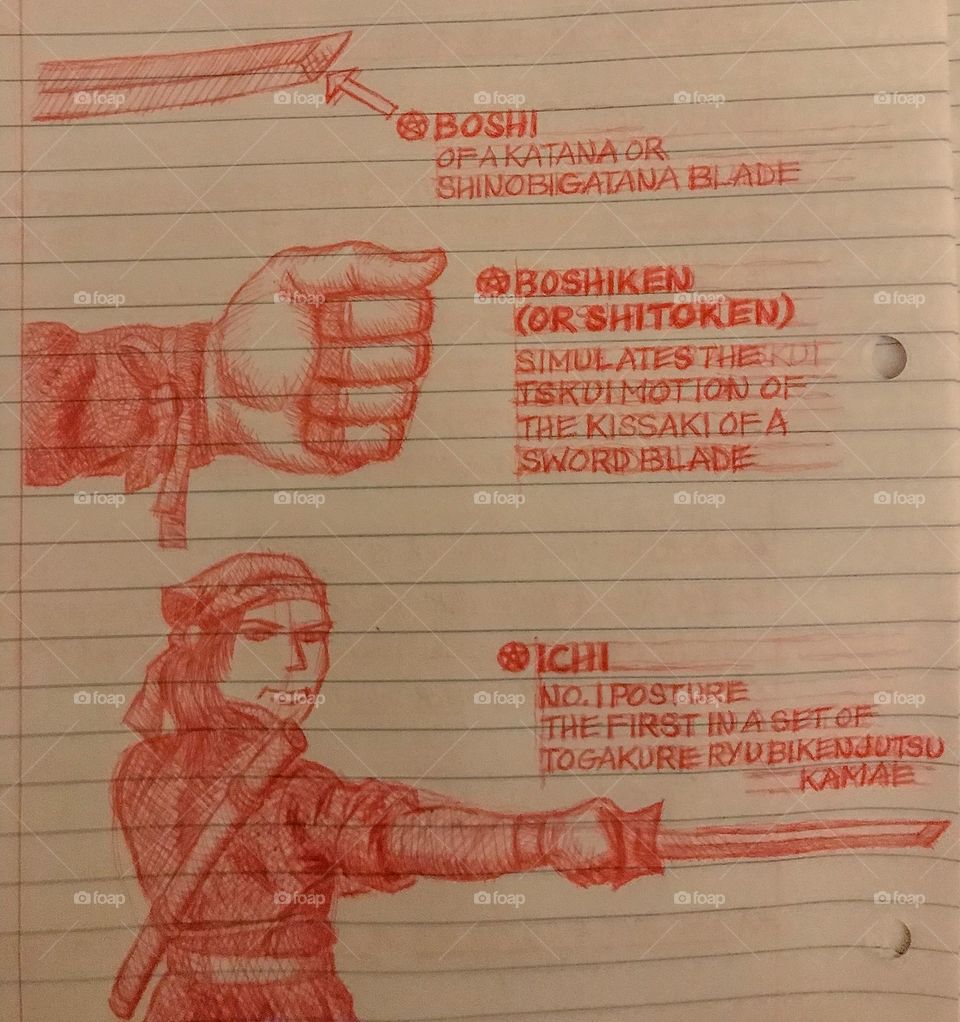 BOSHI
OF A KATANA OR
SHINOBIGATANA BLADE
BOSHIKEN
(OR SHITOKEN)
SIMULATES THE
TSKUI MOTION OF
THE KISSAKI OF A
SWORD BLADE
ICHI
NO. 1 POSTURE
THE FIRST IN A SET OF
TOGAKURE RYU BIKENJUTSU
KAMAE
foap